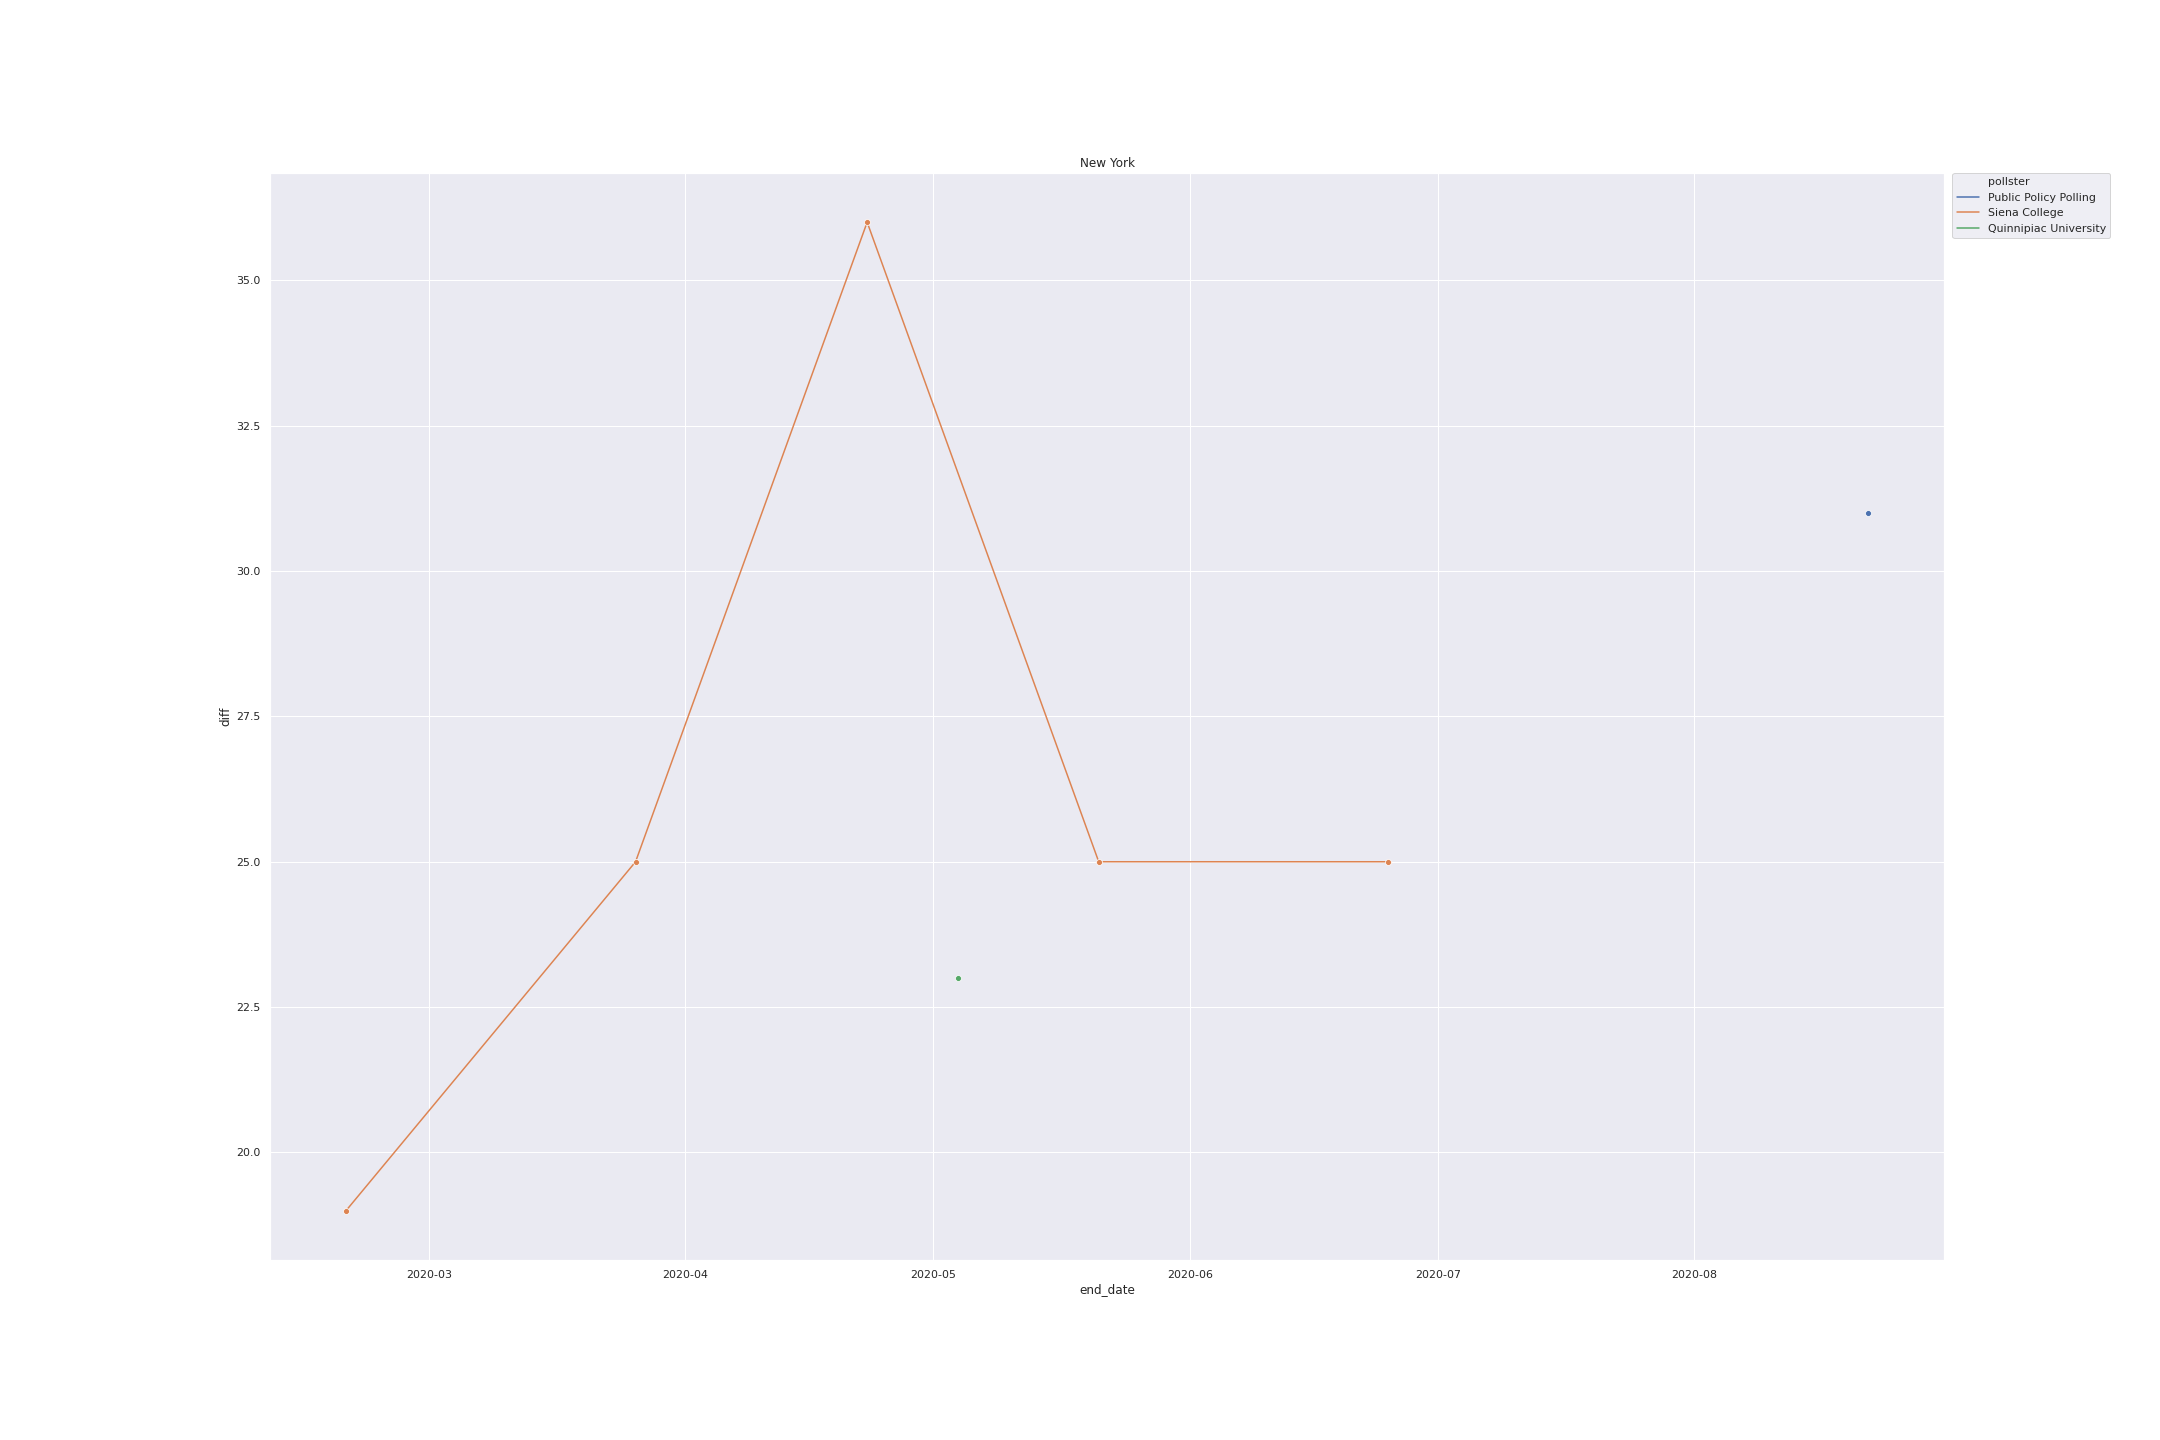 New York
pollster
Public Policy Polling
Siena College
Quinnipiac University
35.0
32.5
30.0
27.5
25.0
22.5
20.0
diff
2020-03
2020-04
2020-05
2020-06
2020-07
2020-08
end_date